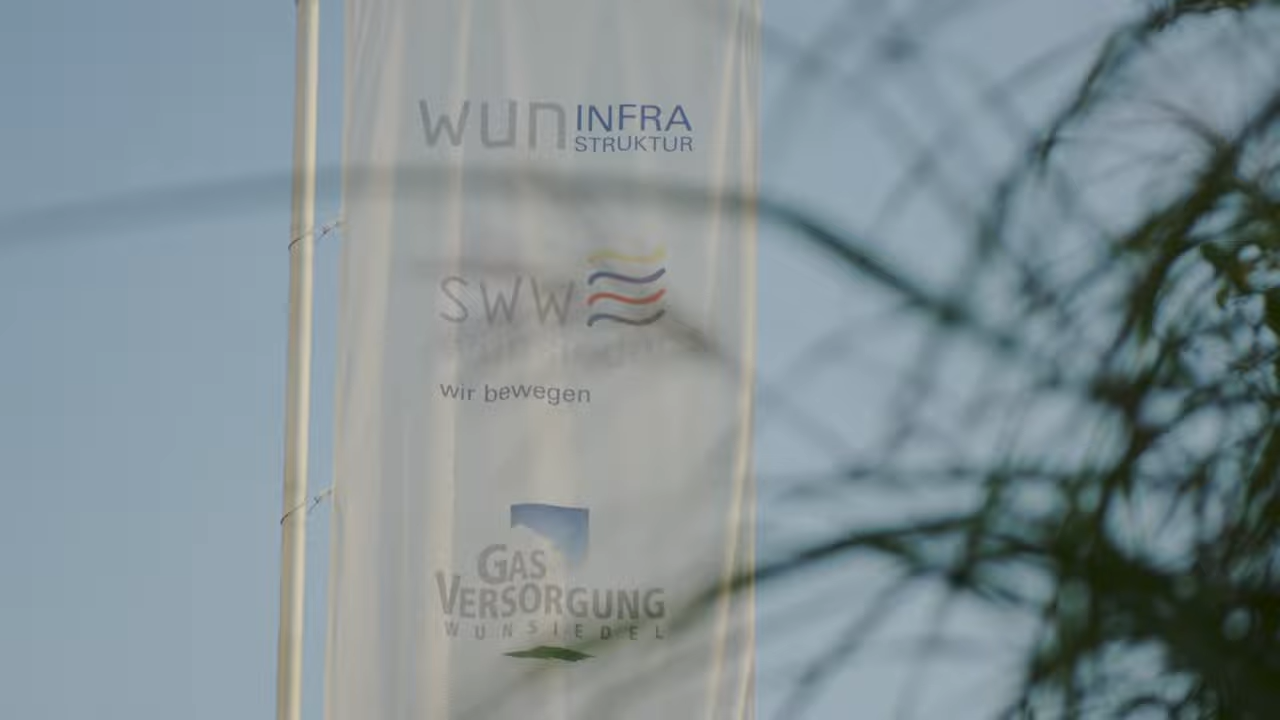 wun INFRA
STRUKTUR
SWW
wir bewegen
GAS
VERSORGUNG
WUNSIEDEL